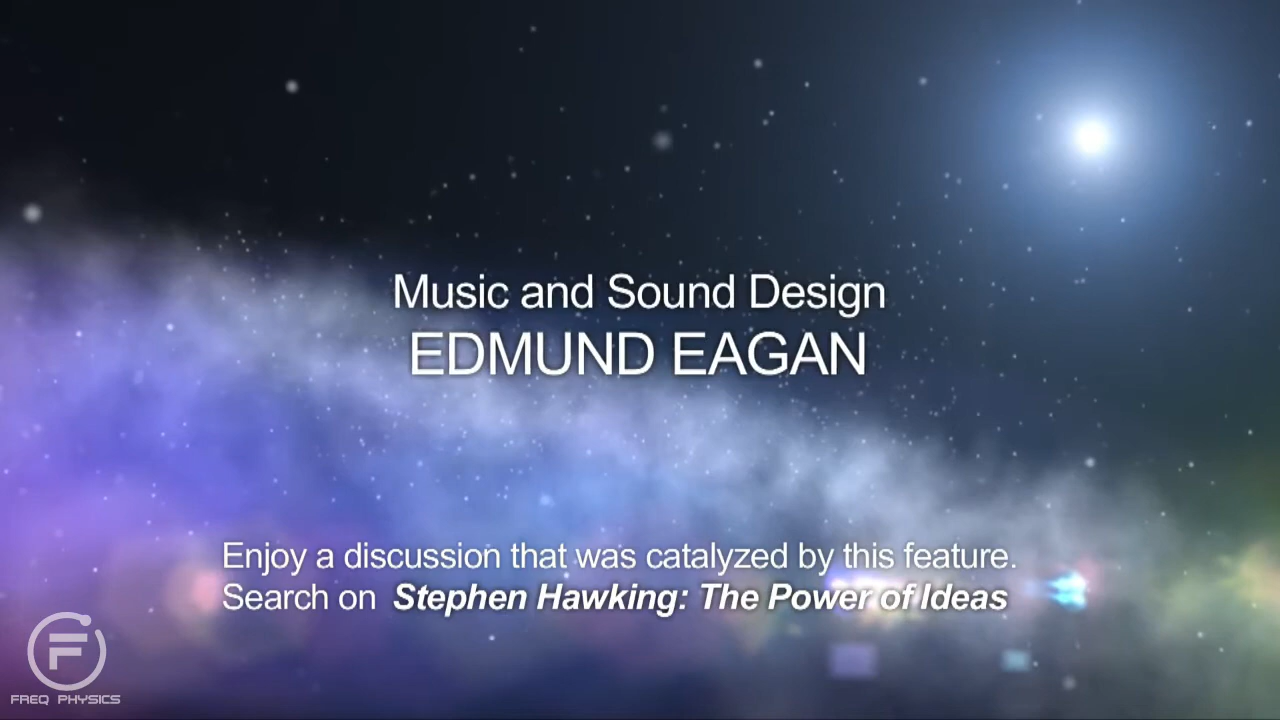 Music and Sound Design
EDMUND EAGAN
Enjoy a discussion that was catalyzed by this feature.
Search on Stephen Hawking: The Power of Ideas
F
FREQ PHYSICS